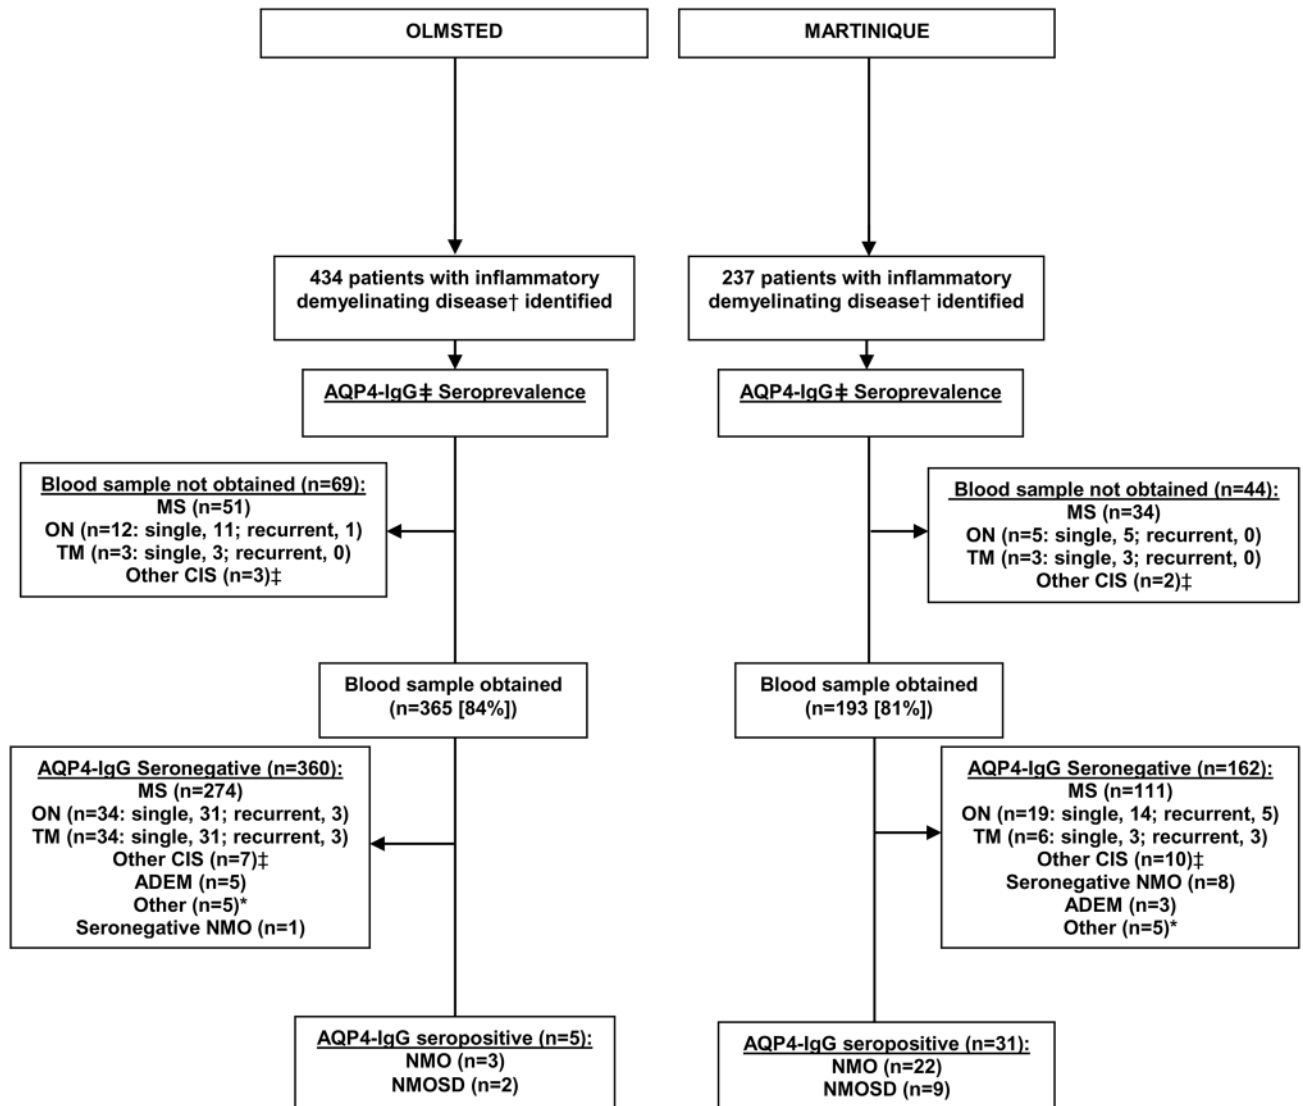 OLMSTED
MARTINIQUE
434 patients with inflammatory
demyelinating disease† identified
237 patients with inflammatory
demyelinating disease† identified
AQP4-IgGǂ Seroprevalence
AQP4-IgGǂ Seroprevalence
Blood sample not obtained (n=69):
MS (n=51)
ON (n=12: single, 11; recurrent, 1)
TM (n=3: single, 3; recurrent, 0)
Other CIS (n=3)‡
Blood sample not obtained (n=44):
MS (n=34)
ON (n=5: single, 5; recurrent, 0)
TM (n=3: single, 3; recurrent, 0)
Other CIS (n=2)‡
Blood sample obtained
(n=365 [84%])
Blood sample obtained
(n=193 [81%])
AQP4-IgG Seronegative (n=360):
MS (n=274)
ON (n=34: single, 31; recurrent, 3)
TM (n=34: single, 31; recurrent, 3)
Other CIS (n=7)‡
ADEM (n=5)
Other (n=5)*
Seronegative NMO (n=1)
AQP4-IgG Seronegative (n=162):
MS (n=111)
ON (n=19: single, 14; recurrent, 5)
TM (n=6: single, 3; recurrent, 3)
Other CIS (n=10)‡
Seronegative NMO (n=8)
ADEM (n=3)
Other (n=5)*
AQP4-IgG seropositive (n=5):
NMO (n=3)
NMOSD (n=2)
AQP4-IgG seropositive (n=31):
NMO (n=22)
NMOSD (n=9)